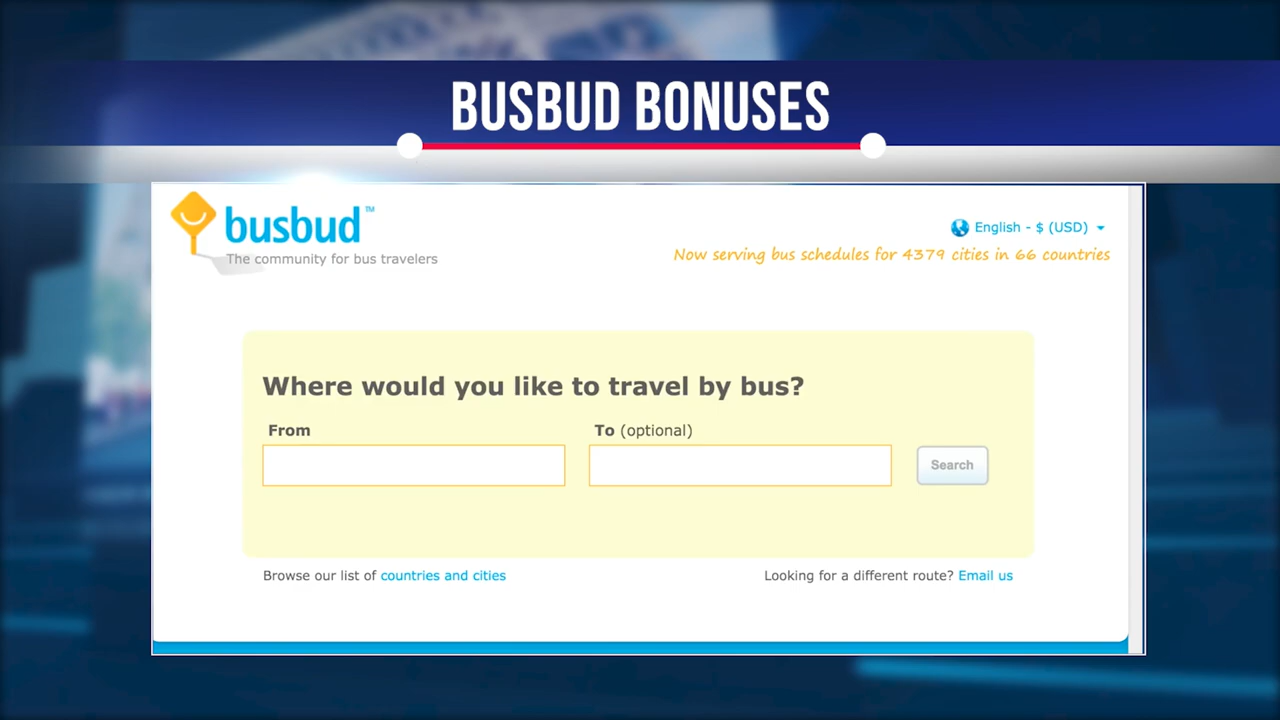 BUSBUD BONUSES
busbud™
The community for bus travelers
English - $ (USD)
Now serving bus schedules for 4379 cities in 66 countries
Where would you like to travel by bus?
From
To (optional)
Search
Browse our list of countries and cities
Looking for a different route? Email us